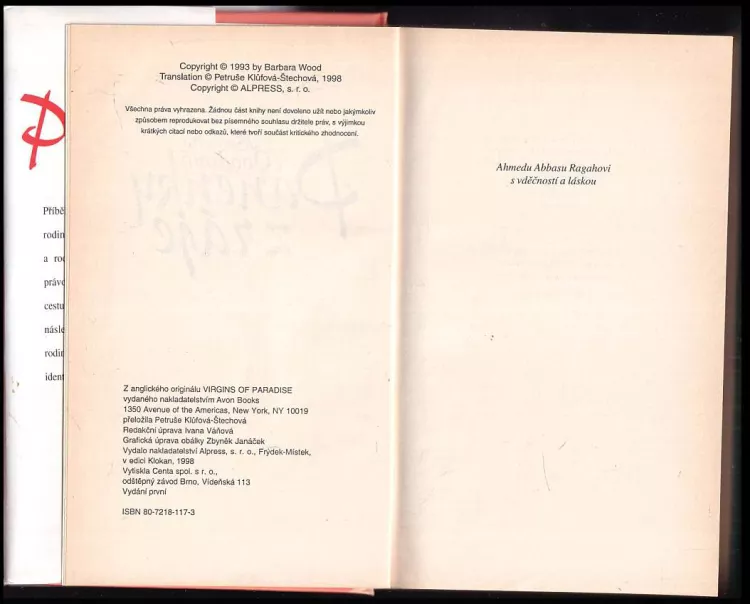 P
Příbě
rodin
a ro
právo
cestu
násle
rodin
ident
Copyright © 1993 by Barbara Wood
Translation © Petruše Klůfová-Štechová, 1998
Copyright © ALPRESS, s. r. o.
Všechna práva vyhrazena. Žádnou část knihy není dovoleno užít nebo jakýmkoliv
způsobem reprodukovat bez písemného souhlasu držitele práv, s výjimkou
krátkých citací nebo odkazů, které tvoří součást kritického zhodnocení.
Z anglického originálu VIRGINS OF PARADISE
vydaného nakladatelstvím Avon Books
1350 Avenue of the Americas, New York, NY 10019
přeložila Petruše Klůfová-Štechová
Redakční úprava Ivana Váňová
Grafická úprava obálky Zbyněk Janáček
Vydalo nakladatelství Alpress, s. r. o., Frýdek-Místek,
v edici Klokan, 1998
Vytiskla Centa spol. s r. o.,
odštěpný závod Brno, Vídeňská 113
Vydání první
ISBN 80-7218-117-3
Ahmedu Abbasu Ragahovi
s vděčností a láskou